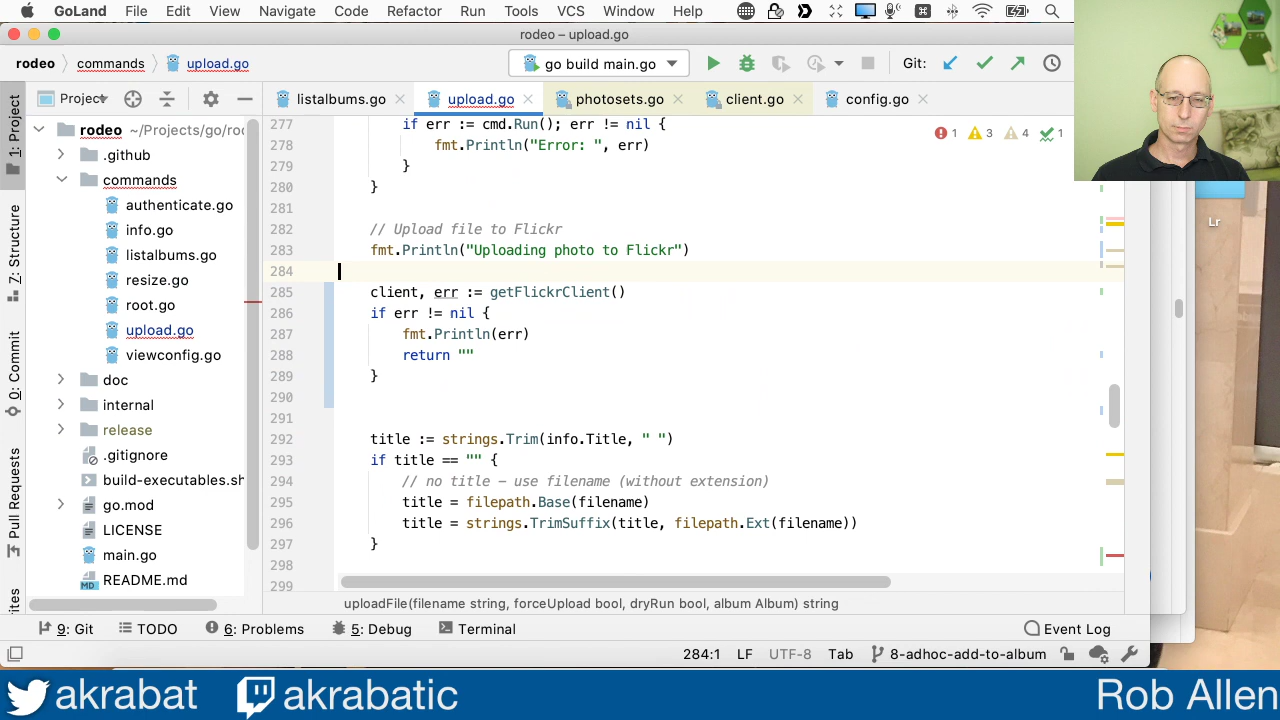 GoLand File Edit View Navigate Code Refactor Run Tools VCS Window Help
rodeo – upload.go
rodeo commands upload.go go build main.go Git:
Project listalbums.go upload.go photosets.go client.go config.go
1: Project
Z: Structure
0: Commit
Pull Requests
rodeo ~/Projects/go/roc
.github
commands
authenticate.go
info.go
listalbums.go
resize.go
root.go
upload.go
viewconfig.go
doc
internal
release
.gitignore
build-executables.sh
go.mod
LICENSE
main.go
README.md
1 3 4 1
277 if err := cmd.Run(); err != nil {
278 fmt.Println("Error: ", err)
279 }
280 }
281
282 // Upload file to Flickr
283 fmt.Println("Uploading photo to Flickr")
284
285 client, err := getFlickrClient()
286 if err != nil {
287 fmt.Println(err)
288 return ""
289 }
290
291
292 title := strings.Trim(info.Title, " ")
293 if title == "" {
294 // no title – use filename (without extension)
295 title = filepath.Base(filename)
296 title = strings.TrimSuffix(title, filepath.Ext(filename))
297 }
298
299
uploadFile(filename string, forceUpload bool, dryRun bool, album Album) string
9: Git TODO 6: Problems 5: Debug Terminal Event Log
284:1 LF UTF-8 Tab 8-adhoc-add-to-album
Lr
akrabat akrabatic Rob Allen